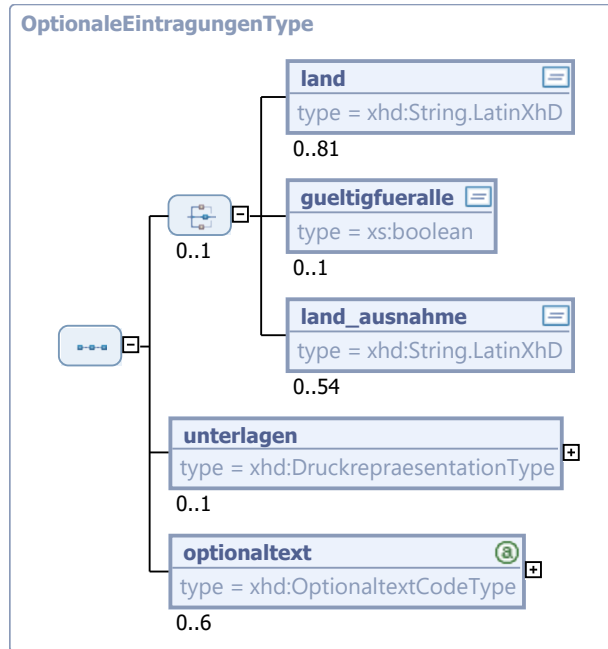 OptionaleEintragungenType
land
type = xhd:String.LatinXhD
0..81
gueltigfueralle
type = xs:boolean
0..1
0..1
land_ausnahme
type = xhd:String.LatinXhD
0..54
unterlagen
type = xhd:DruckrepraesentationType
0..1
optionaltext
type = xhd:OptionaltextCodeType
0..6